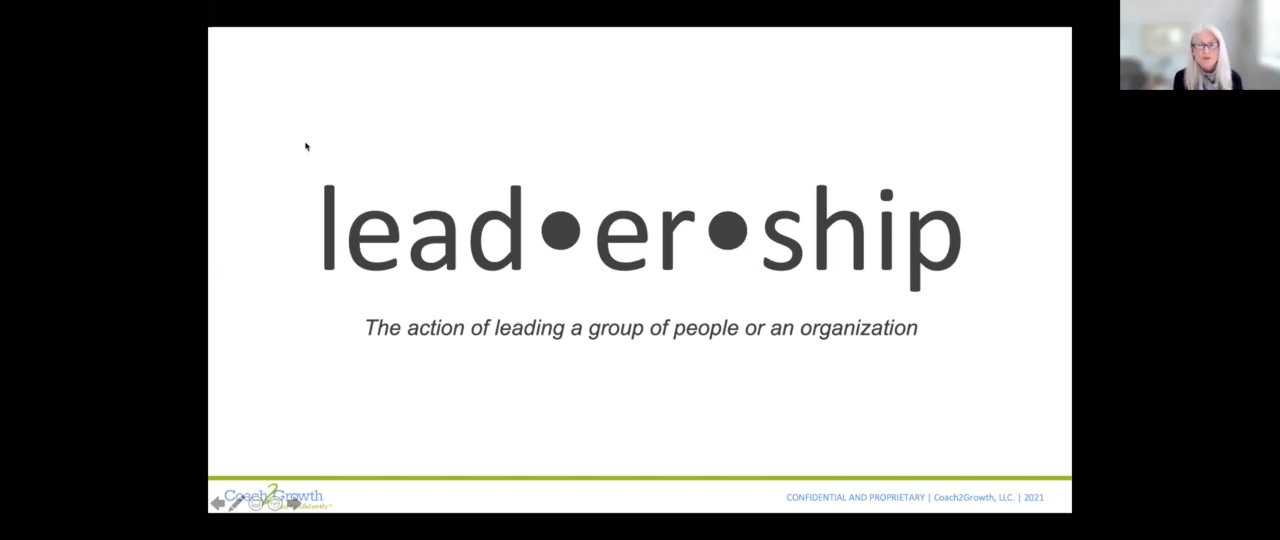 lead•er•ship
The action of leading a group of people or an organization
Coach2Growth
CONFIDENTIAL AND PROPRIETARY | Coach2Growth, LLC. | 2021